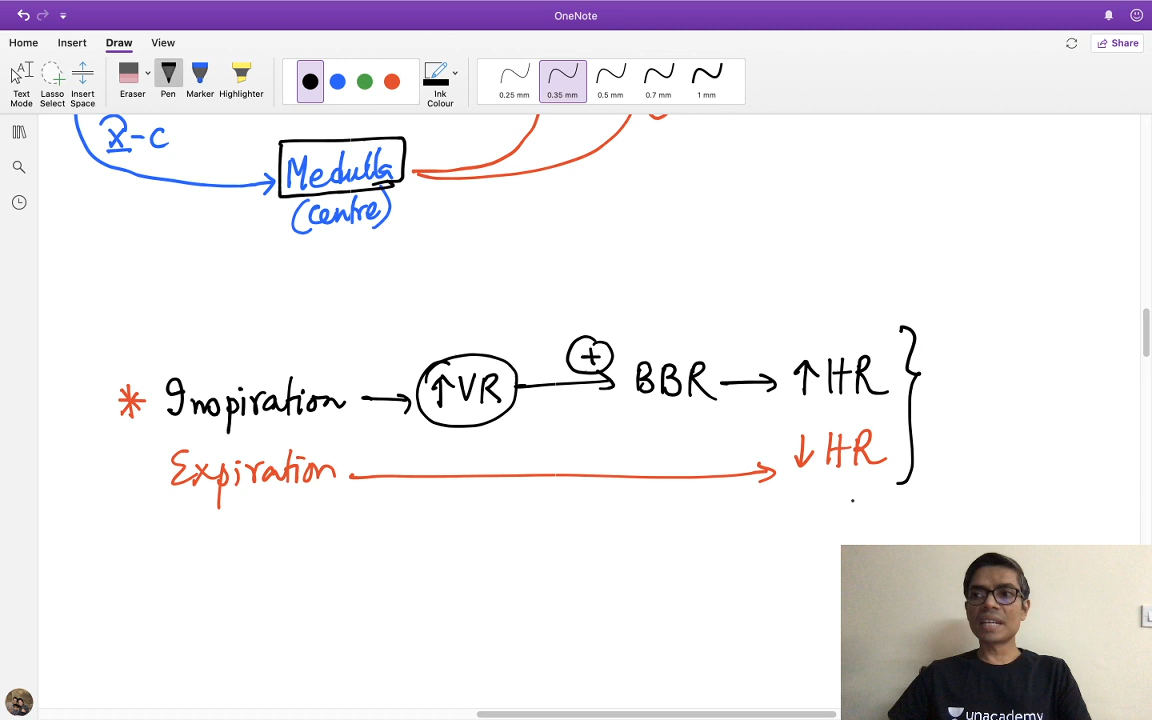 OneNote
Home Insert Draw View
Share
Text Mode
Lasso Select
Insert Space
Eraser
Pen
Marker
Highlighter
Ink Colour
0.25 mm
0.35 mm
0.5 mm
0.7 mm
1 mm
x-c
Medulla
(centre)
* Inspiration → ↑VR + → BBR → ↑HR
Expiration → ↓HR
unacademy